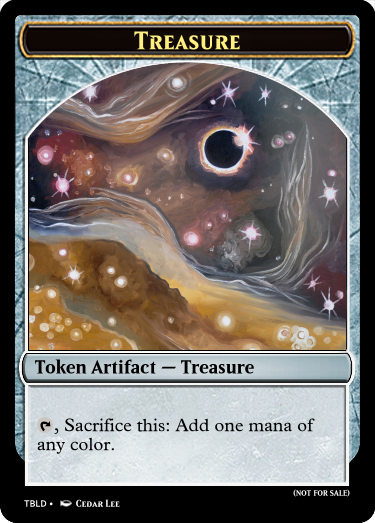 TREASURE
Token Artifact — Treasure
, Sacrifice this: Add one mana of
any color.
(NOT FOR SALE)
TBLD • CEDAR LEE